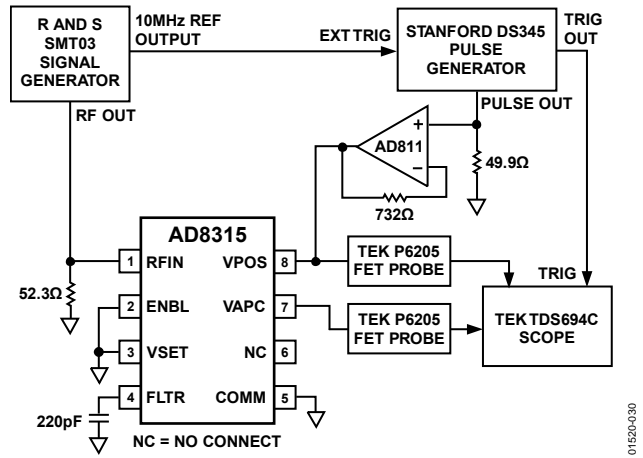 R AND S
SMT03
SIGNAL
GENERATOR
10MHz REF
OUTPUT
EXT TRIG
STANFORD DS345
PULSE
GENERATOR
TRIG
OUT
RF OUT
PULSE OUT
+
AD811
−
49.9Ω
732Ω
AD8315
1 RFIN
VPOS 8
TEK P6205
FET PROBE
TRIG
52.3Ω
2 ENBL
VAPC 7
TEK P6205
FET PROBE
TEK TDS694C
SCOPE
3 VSET
NC 6
4 FLTR
COMM 5
220pF
NC = NO CONNECT
01520-030